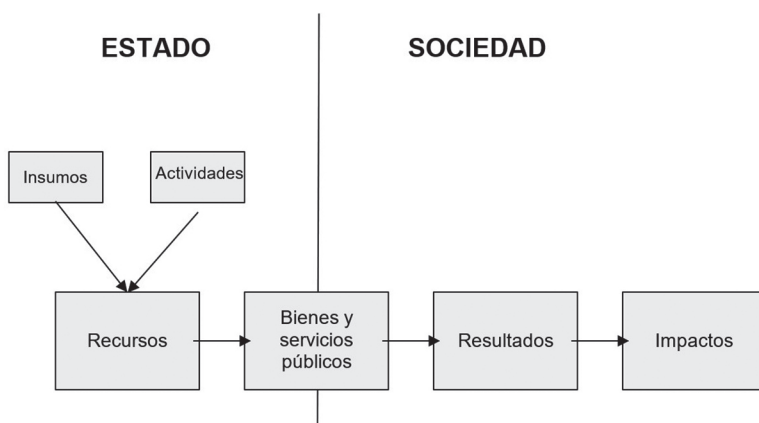 ESTADO
SOCIEDAD
Insumos
Actividades
Recursos
Bienes y
servicios
públicos
Resultados
Impactos